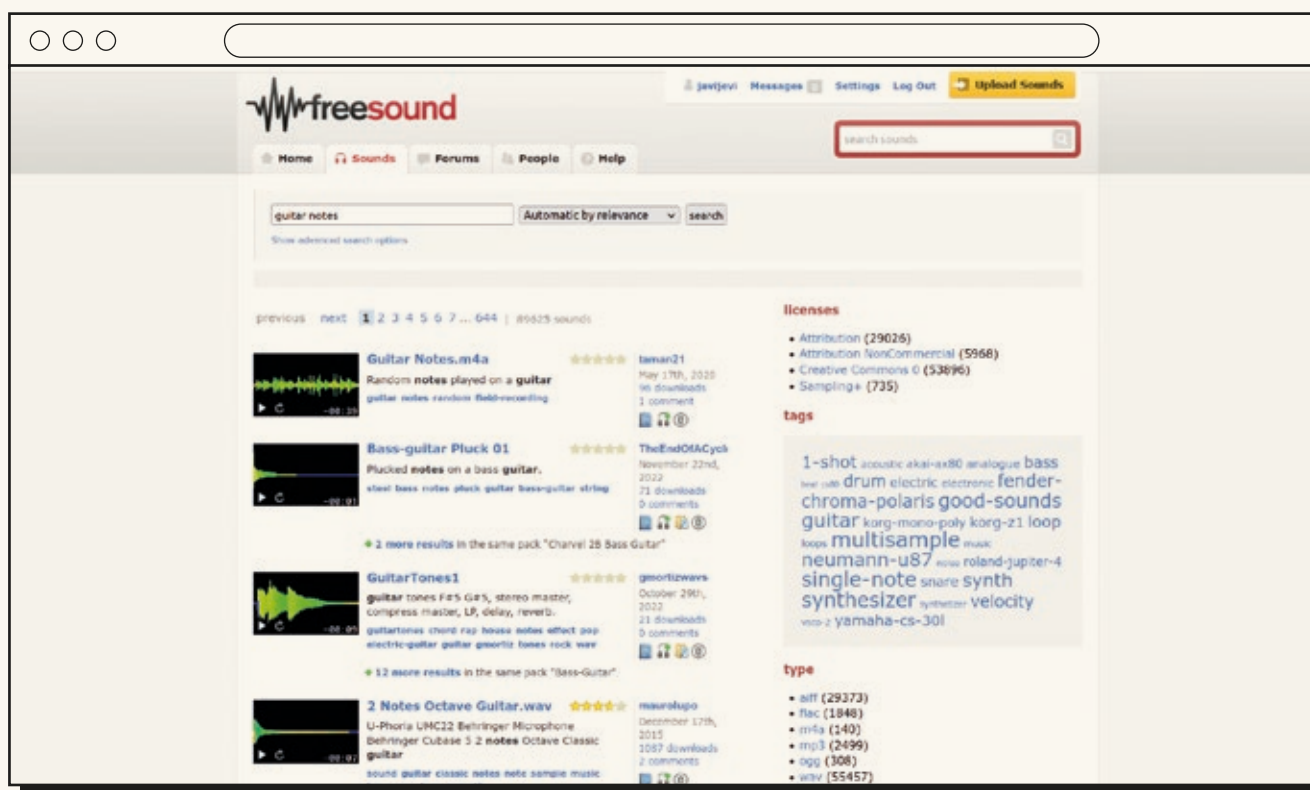 javijevi Messages Settings Log Out Upload Sounds
freesound
search sounds
Home Sounds Forums People Help
guitar notes Automatic by relevance search
Show advanced search options
previous next 1 2 3 4 5 6 7 ... 644 | 89625 sounds
Guitar Notes.m4a
Random notes played on a guitar
guitar notes random field-recording
taman21
May 17th, 2020
96 downloads
1 comment
Bass-guitar Pluck 01
Plucked notes on a bass guitar.
steel bass notes pluck guitar bass-guitar string
-00:01
TheEndOfACycle
November 22nd,
2022
71 downloads
0 comments
2 more results in the same pack "Charvel 2B Bass Guitar"
GuitarTones1
guitar tones F#5 G#5, stereo master,
compress master, LP, delay, reverb.
guitartones chord rap house notes effect pop
electric-guitar guitar gmortiz tones rock wav
gmortizwavs
October 29th,
2022
21 downloads
0 comments
12 more results in the same pack "Bass-Guitar"
2 Notes Octave Guitar.wav
U-Phoria UMC22 Behringer Microphone
Behringer Cubase 5 2 notes Octave Classic
guitar
sound guitar classic notes note sample music
-00:07
maurolupo
December 17th,
2015
1087 downloads
2 comments
licenses
• Attribution (29026)
• Attribution NonCommercial (5968)
• Creative Commons 0 (53896)
• Sampling+ (735)
tags
1-shot acoustic akai-ax80 analogue bass
beat drum electric electronic fender-
chroma-polaris good-sounds
guitar korg-mono-poly korg-z1 loop
loops multisample music
neumann-u87 roland-jupiter-4
single-note snare synth
synthesizer synthetizer velocity
vsco-2 yamaha-cs-30l
type
• aiff (29373)
• flac (1848)
• m4a (140)
• mp3 (2499)
• ogg (308)
• wav (55457)